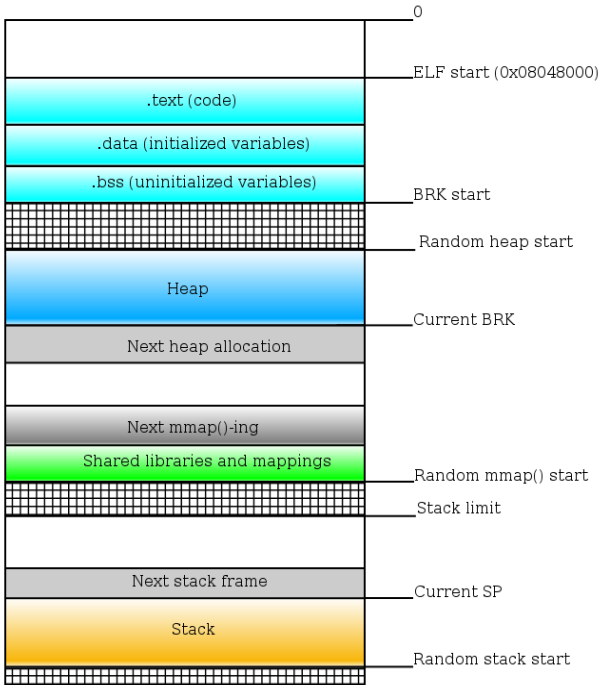 0
ELF start (0x08048000)
.text (code)
.data (initialized variables)
.bss (uninitialized variables)
BRK start
Random heap start
Heap
Current BRK
Next heap allocation
Next mmap()-ing
Shared libraries and mappings
Random mmap() start
Stack limit
Next stack frame
Current SP
Stack
Random stack start